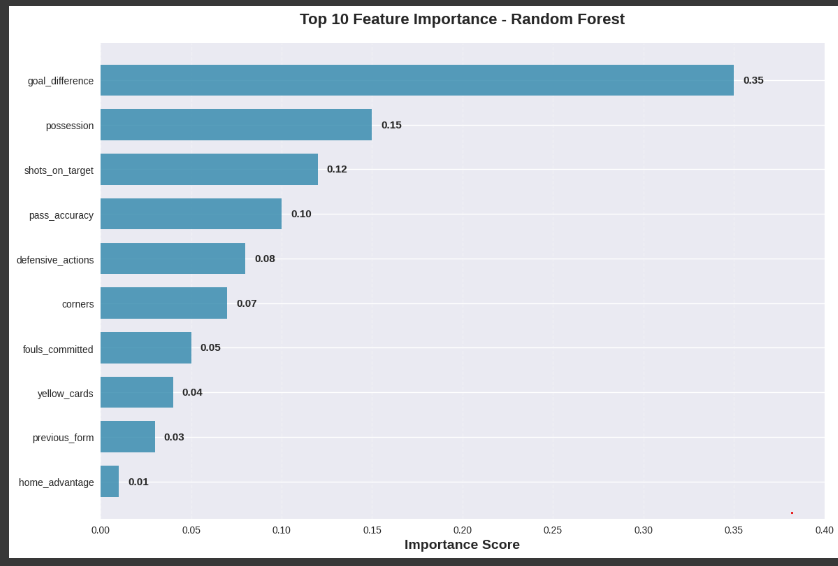 Top 10 Feature Importance - Random Forest
goal_difference 0.35
possession 0.15
shots_on_target 0.12
pass_accuracy 0.10
defensive_actions 0.08
corners 0.07
fouls_committed 0.05
yellow_cards 0.04
previous_form 0.03
home_advantage 0.01
0.00 0.05 0.10 0.15 0.20 0.25 0.30 0.35 0.40
Importance Score